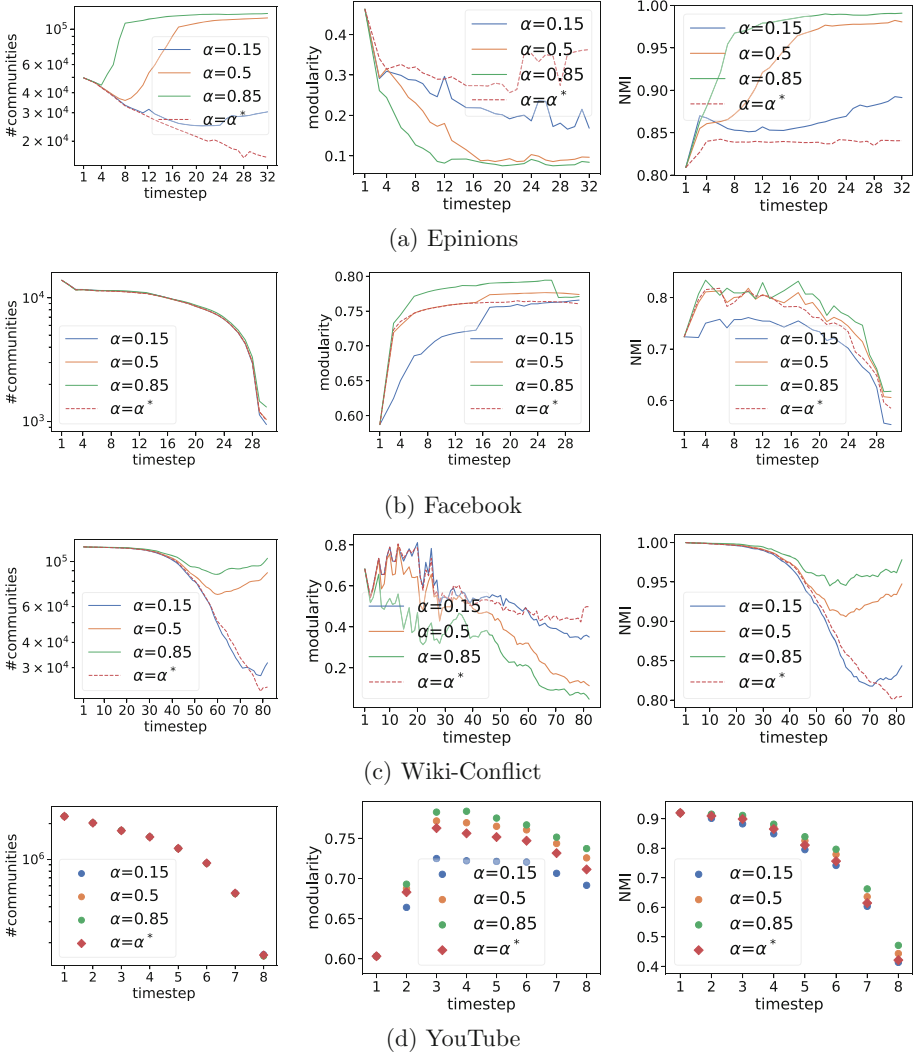 #communities
10^5
6 × 10^4
4 × 10^4
3 × 10^4
2 × 10^4
α=0.15
α=0.5
α=0.85
α=α*
1 4 8 12 16 20 24 28 32
timestep
modularity
0.4
0.3
0.2
0.1
α=0.15
α=0.5
α=0.85
α=α*
1 4 8 12 16 20 24 28 32
timestep
NMI
1.00
0.95
0.90
0.85
0.80
α=0.15
α=0.5
α=0.85
α=α*
1 4 8 12 16 20 24 28 32
timestep
(a) Epinions
#communities
10^4
10^3
α=0.15
α=0.5
α=0.85
α=α*
1 4 8 12 16 20 24 28
timestep
modularity
0.80
0.75
0.70
0.65
0.60
α=0.15
α=0.5
α=0.85
α=α*
1 4 8 12 16 20 24 28
timestep
NMI
0.8
0.7
0.6
α=0.15
α=0.5
α=0.85
α=α*
1 4 8 12 16 20 24 28
timestep
(b) Facebook
#communities
10^5
6 × 10^4
4 × 10^4
3 × 10^4
α=0.15
α=0.5
α=0.85
α=α*
1 10 20 30 40 50 60 70 80
timestep
modularity
0.8
0.6
0.4
0.2
α=0.15
α=0.5
α=0.85
α=α*
1 10 20 30 40 50 60 70 80
timestep
NMI
1.00
0.95
0.90
0.85
0.80
α=0.15
α=0.5
α=0.85
α=α*
1 10 20 30 40 50 60 70 80
timestep
(c) Wiki-Conflict
#communities
10^6
α=0.15
α=0.5
α=0.85
α=α*
1 2 3 4 5 6 7 8
timestep
modularity
0.75
0.70
0.65
0.60
α=0.15
α=0.5
α=0.85
α=α*
1 2 3 4 5 6 7 8
timestep
NMI
0.9
0.8
0.7
0.6
0.5
0.4
α=0.15
α=0.5
α=0.85
α=α*
1 2 3 4 5 6 7 8
timestep
(d) YouTube